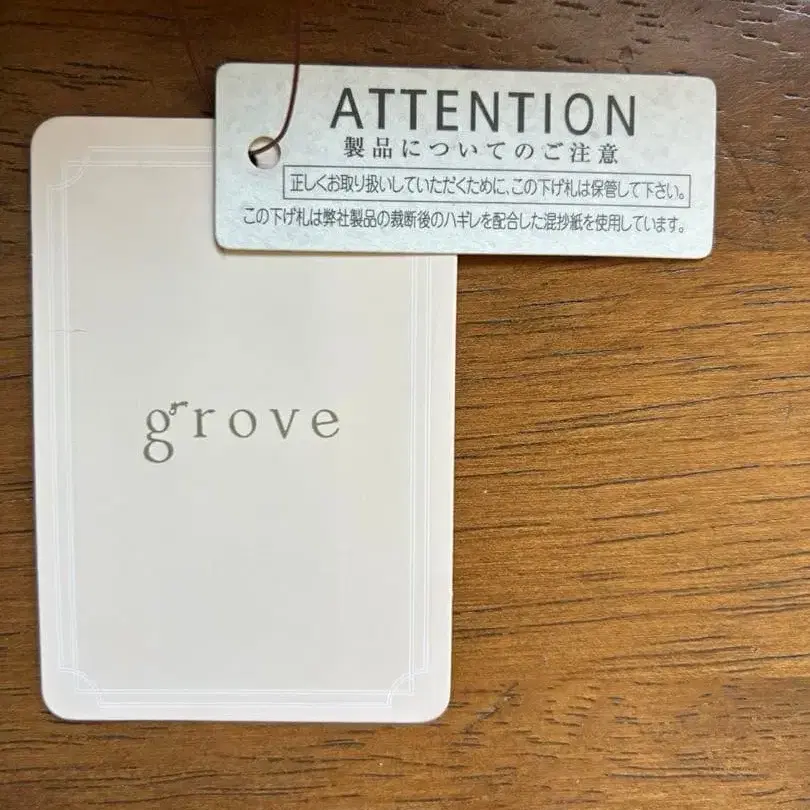 ATTENTION
製品についてのご注意
正しくお取り扱いしていただくために、この下げ札は保管して下さい。
この下げ札は弊社製品の裁断後のハギレを配合した混抄紙を使用しています。
grove